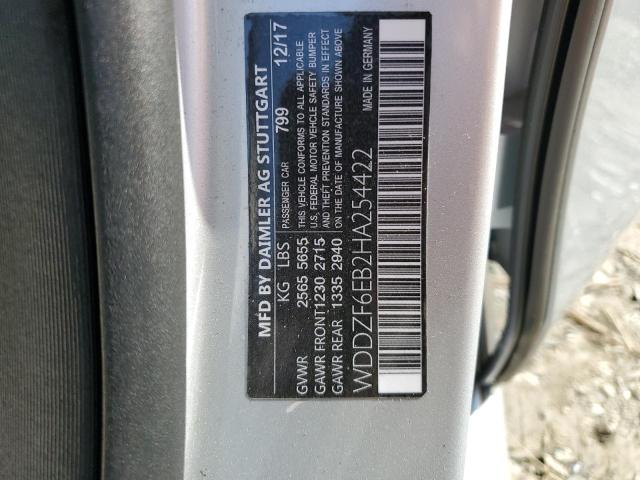 MFD BY DAIMLER AG STUTTGART
KG LBS PASSENGER CAR 799 12/17
GVWR 2565 5655 THIS VEHICLE CONFORMS TO ALL APPLICABLE
GAWR FRONT 1230 2715 U.S. FEDERAL MOTOR VEHICLE SAFETY BUMPER
AND THEFT PREVENTION STANDARDS IN EFFECT
GAWR REAR 1335 2940 ON THE DATE OF MANUFACTURE SHOWN ABOVE
WDDZF6EB2HA254422 MADE IN GERMANY